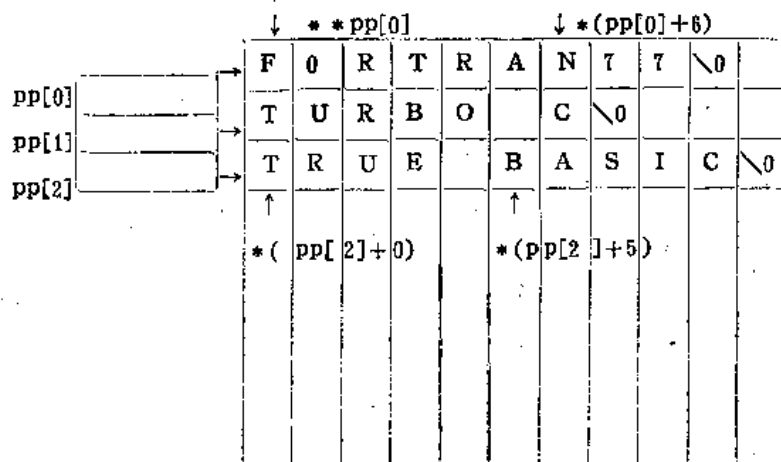 ↓ * *pp[0] ↓ *(pp[0]+6)
F 0 R T R A N 7 7 \0
pp[0]
T U R B O C \0
pp[1]
T R U E B A S I C \0
pp[2]
↑ ↑
*( pp[ 2]+0) *(pp[2 ]+5)